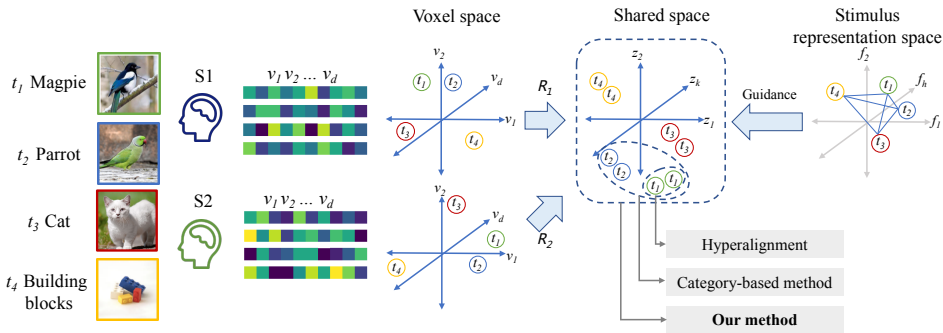 Voxel space
Shared space
Stimulus
representation space
t1 Magpie
t2 Parrot
t3 Cat
t4 Building
blocks
S1
v1 v2 ... vd
S2
v1 v2 ... vd
v2
vd
v1
t1
t2
t3
t4
v2
vd
v1
t3
t1
t2
t4
R1
R2
z2
zk
z1
t4
t4
t3
t3
t2
t2
t1
t1
Guidance
f2
fh
f1
t1
t4
t2
t3
Hyperalignment
Category-based method
Our method